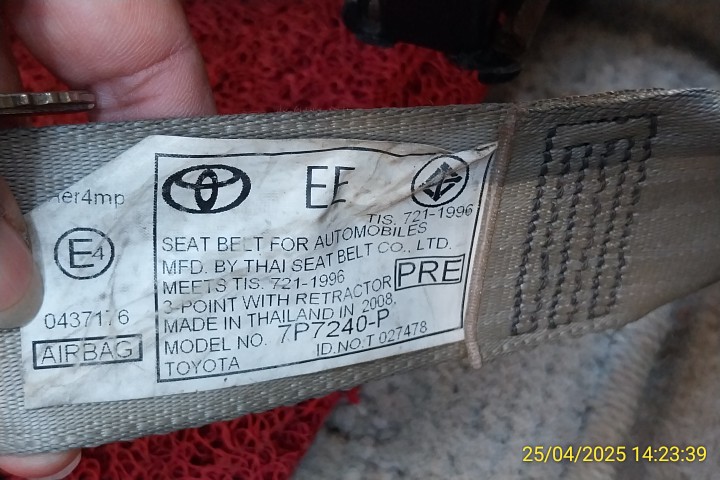 er4mp
E4
AIRBAG
EE
TIS. 721-1996
SEAT BELT FOR AUTOMOBILES
MFD. BY THAI SEAT BELT CO., LTD.
MEETS TIS. 721-1996
PRE
3-POINT WITH RETRACTOR
MADE IN THAILAND IN 2008.
MODEL NO. 7P7240-P
TOYOTA
ID.NO.T 027478
25/04/2025 14:23:39